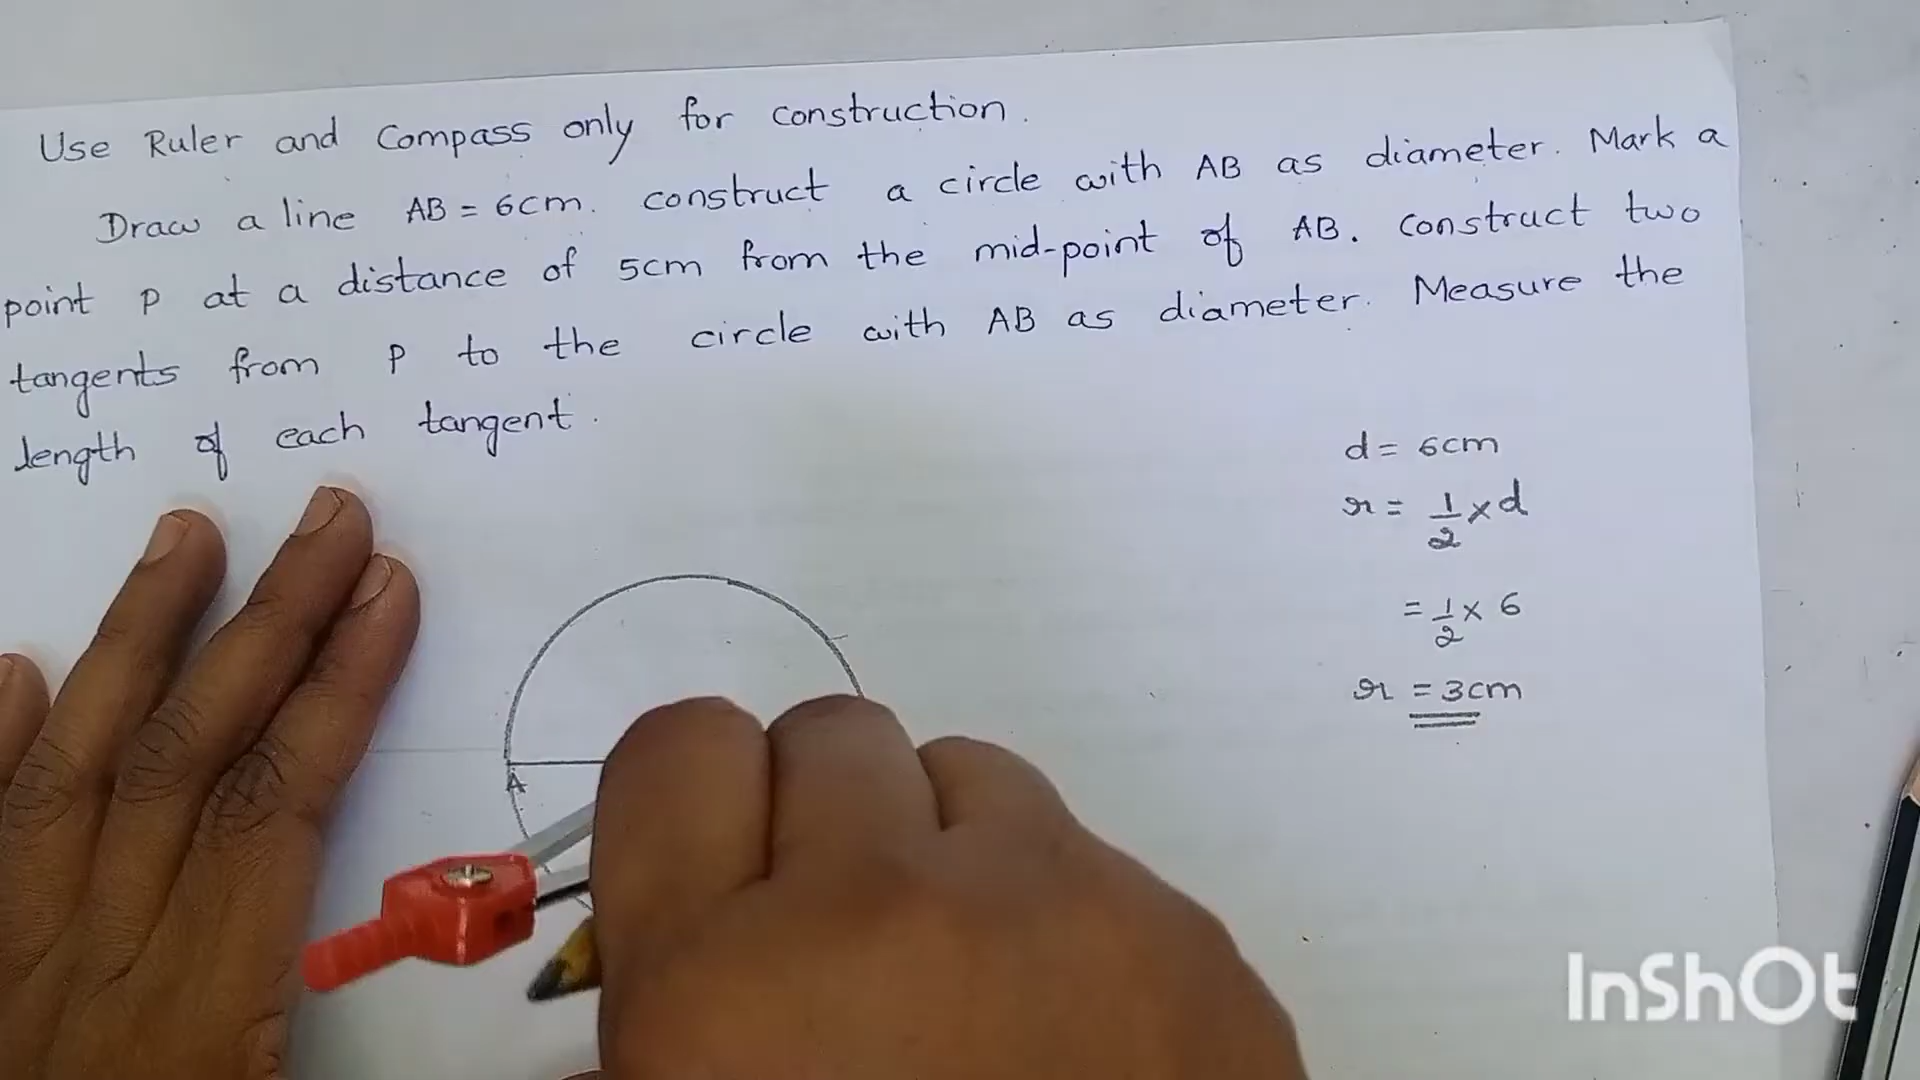 Use Ruler and Compass only for construction.
Draw a line AB = 6cm. construct a circle with AB as diameter. Mark a
point P at a distance of 5cm from the mid-point of AB. Construct two
tangents from P to the circle with AB as diameter. Measure the
length of each tangent.
d = 6cm
r = 1/2 × d
= 1/2 × 6
r = 3cm
A
InShOt